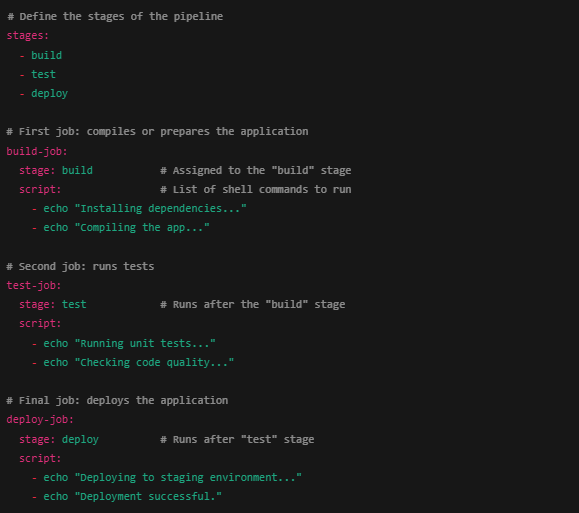 # Define the stages of the pipeline
stages:
  - build
  - test
  - deploy

# First job: compiles or prepares the application
build-job:
  stage: build           # Assigned to the "build" stage
  script:                # List of shell commands to run
    - echo "Installing dependencies..."
    - echo "Compiling the app..."

# Second job: runs tests
test-job:
  stage: test            # Runs after the "build" stage
  script:
    - echo "Running unit tests..."
    - echo "Checking code quality..."

# Final job: deploys the application
deploy-job:
  stage: deploy          # Runs after "test" stage
  script:
    - echo "Deploying to staging environment..."
    - echo "Deployment successful."